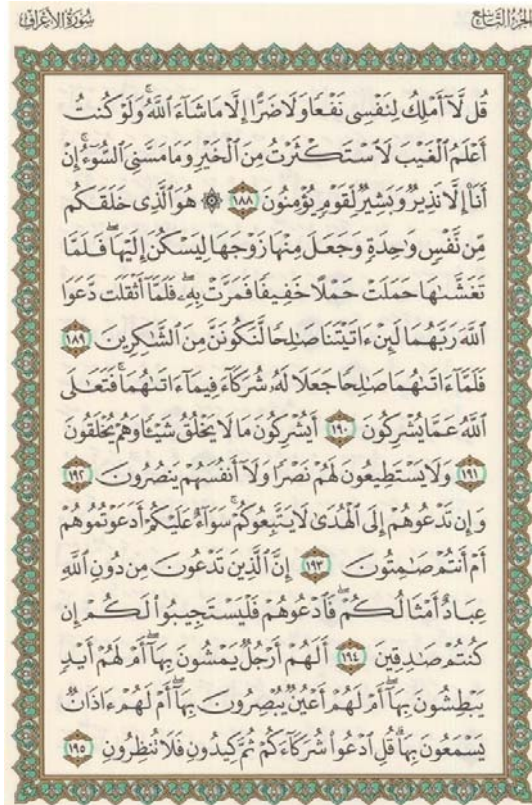 الجزء التاسع
سورة الأعراف
قُل لَّآ أَمْلِكُ لِنَفْسِى نَفْعًا وَلَا ضَرًّا إِلَّا مَا شَآءَ ٱللَّهُ ۚ وَلَوْ كُنتُ
أَعْلَمُ ٱلْغَيْبَ لَٱسْتَكْثَرْتُ مِنَ ٱلْخَيْرِ وَمَا مَسَّنِىَ ٱلسُّوٓءُ ۚ إِنْ
أَنَا۠ إِلَّا نَذِيرٌ وَبَشِيرٌ لِّقَوْمٍ يُؤْمِنُونَ ١٨٨ ۞ هُوَ ٱلَّذِى خَلَقَكُم
مِّن نَّفْسٍ وَٰحِدَةٍ وَجَعَلَ مِنْهَا زَوْجَهَا لِيَسْكُنَ إِلَيْهَا ۖ فَلَمَّا
تَغَشَّىٰهَا حَمَلَتْ حَمْلًا خَفِيفًا فَمَرَّتْ بِهِۦ ۖ فَلَمَّآ أَثْقَلَت دَّعَوَا
ٱللَّهَ رَبَّهُمَا لَئِنْ ءَاتَيْتَنَا صَٰلِحًا لَّنَكُونَنَّ مِنَ ٱلشَّٰكِرِينَ ١٨٩
فَلَمَّآ ءَاتَىٰهُمَا صَٰلِحًا جَعَلَا لَهُۥ شُرَكَآءَ فِيمَآ ءَاتَىٰهُمَا ۚ فَتَعَٰلَى
ٱللَّهُ عَمَّا يُشْرِكُونَ ١٩٠ أَيُشْرِكُونَ مَا لَا يَخْلُقُ شَيْـًٔا وَهُمْ يُخْلَقُونَ
١٩١ وَلَا يَسْتَطِيعُونَ لَهُمْ نَصْرًا وَلَآ أَنفُسَهُمْ يَنصُرُونَ ١٩٢
وَإِن تَدْعُوهُمْ إِلَى ٱلْهُدَىٰ لَا يَتَّبِعُوكُمْ ۚ سَوَآءٌ عَلَيْكُمْ أَدَعَوْتُمُوهُمْ
أَمْ أَنتُمْ صَٰمِتُونَ ١٩٣ إِنَّ ٱلَّذِينَ تَدْعُونَ مِن دُونِ ٱللَّهِ
عِبَادٌ أَمْثَالُكُمْ ۖ فَٱدْعُوهُمْ فَلْيَسْتَجِيبُوا۟ لَكُمْ إِن
كُنتُمْ صَٰدِقِينَ ١٩٤ أَلَهُمْ أَرْجُلٌ يَمْشُونَ بِهَآ ۖ أَمْ لَهُمْ أَيْدٍ
يَبْطِشُونَ بِهَآ ۖ أَمْ لَهُمْ أَعْيُنٌ يُبْصِرُونَ بِهَآ ۖ أَمْ لَهُمْ ءَاذَانٌ
يَسْمَعُونَ بِهَا ۗ قُلِ ٱدْعُوا۟ شُرَكَآءَكُمْ ثُمَّ كِيدُونِ فَلَا تُنظِرُونِ ١٩٥